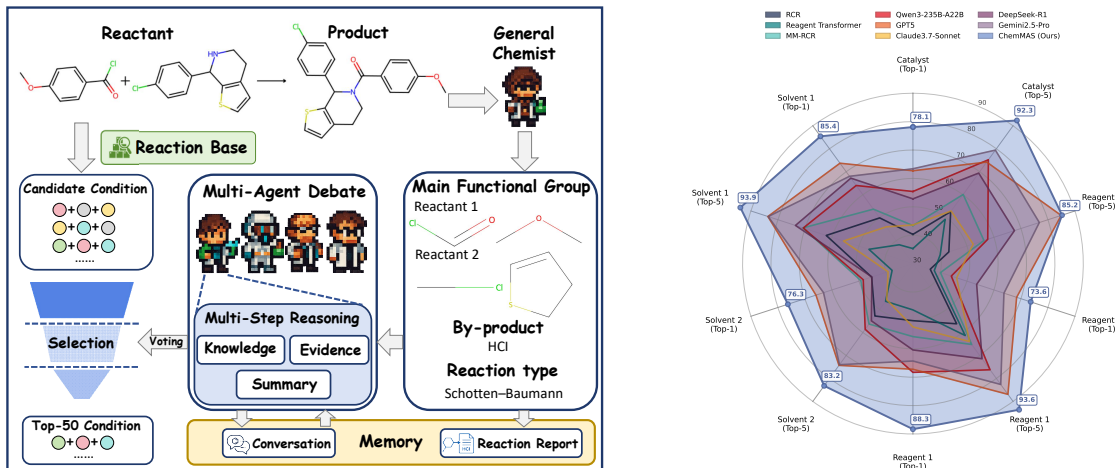 Reactant
Product
General
Chemist
Cl
O
O
+
Cl
HN
S
Cl
O
N
O
S
Reaction Base
Candidate Condition
+ +
+ +
+ +
......
Selection
Top-50 Condition
+ +
......
Voting
Multi-Agent Debate
Multi-Step Reasoning
Knowledge
Evidence
Summary
Main Functional Group
Reactant 1
Cl
O
O
Reactant 2
Cl
S
By-product
HCl
Reaction type
Schotten–Baumann
Conversation
Memory
HCl
Reaction Report
RCR
Reagent Transformer
MM-RCR
Qwen3-235B-A22B
GPT5
Claude3.7-Sonnet
DeepSeek-R1
Gemini2.5-Pro
ChemMAS (Ours)
Catalyst
(Top-1)
78.1
Catalyst
(Top-5)
92.3
Reagent
(Top-5)
85.2
Reagent
(Top-1)
73.6
Reagent 1
(Top-5)
93.6
Reagent 1
(Top-1)
88.3
Solvent 2
(Top-5)
83.2
Solvent 2
(Top-1)
76.3
Solvent 1
(Top-5)
93.9
Solvent 1
(Top-1)
85.4
90
80
70
60
50
40
30